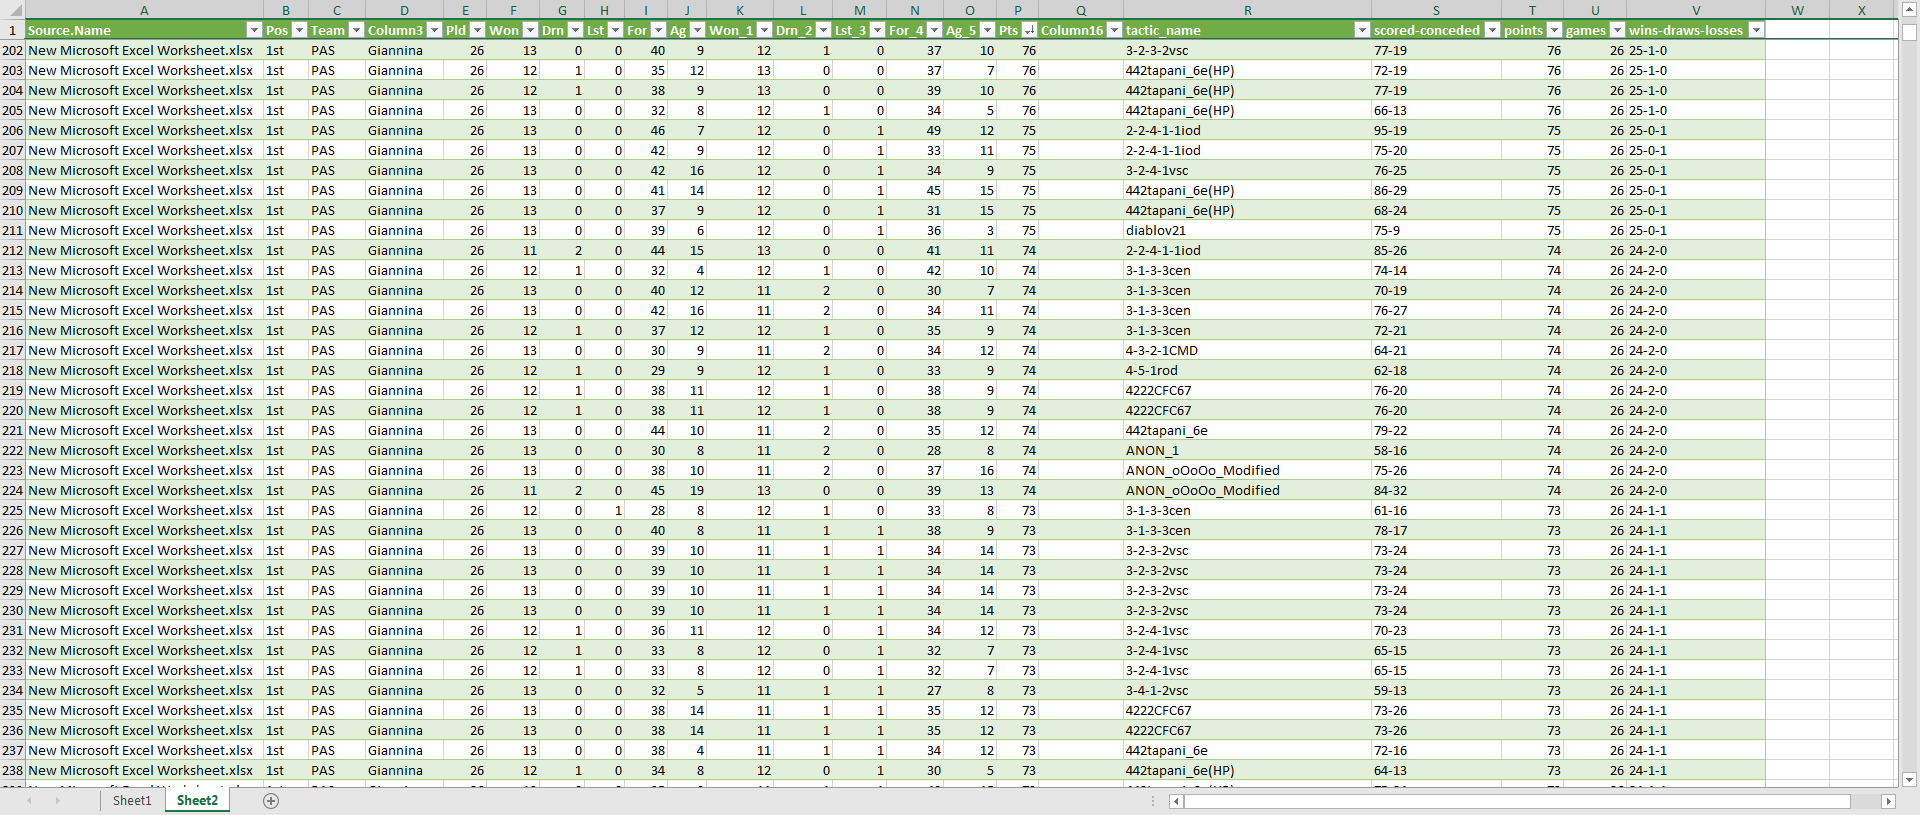 A B C D E F G H I J K L M N O P Q R S T U V W X
1 Source.Name Pos Team Column3 Pld Won Drn Lst For Ag Won_1 Drn_2 Lst_3 For_4 Ag_5 Pts Column16 tactic_name scored-conceded points games wins-draws-losses
202 New Microsoft Excel Worksheet.xlsx 1st PAS Giannina 26 13 0 0 40 9 12 1 0 37 10 76 3-2-3-2vsc 77-19 76 26 25-1-0
203 New Microsoft Excel Worksheet.xlsx 1st PAS Giannina 26 12 1 0 35 12 13 0 0 37 7 76 442tapani_6e(HP) 72-19 76 26 25-1-0
204 New Microsoft Excel Worksheet.xlsx 1st PAS Giannina 26 12 1 0 38 9 13 0 0 39 10 76 442tapani_6e(HP) 77-19 76 26 25-1-0
205 New Microsoft Excel Worksheet.xlsx 1st PAS Giannina 26 13 0 0 32 8 12 1 0 34 5 76 442tapani_6e(HP) 66-13 76 26 25-1-0
206 New Microsoft Excel Worksheet.xlsx 1st PAS Giannina 26 13 0 0 46 7 12 0 1 49 12 75 2-2-4-1-1iod 95-19 75 26 25-0-1
207 New Microsoft Excel Worksheet.xlsx 1st PAS Giannina 26 13 0 0 42 9 12 0 1 33 11 75 2-2-4-1-1iod 75-20 75 26 25-0-1
208 New Microsoft Excel Worksheet.xlsx 1st PAS Giannina 26 13 0 0 42 16 12 0 1 34 9 75 3-2-4-1vsc 76-25 75 26 25-0-1
209 New Microsoft Excel Worksheet.xlsx 1st PAS Giannina 26 13 0 0 41 14 12 0 1 45 15 75 442tapani_6e(HP) 86-29 75 26 25-0-1
210 New Microsoft Excel Worksheet.xlsx 1st PAS Giannina 26 13 0 0 37 9 12 0 1 31 15 75 442tapani_6e(HP) 68-24 75 26 25-0-1
211 New Microsoft Excel Worksheet.xlsx 1st PAS Giannina 26 13 0 0 39 6 12 0 1 36 3 75 diablov21 75-9 75 26 25-0-1
212 New Microsoft Excel Worksheet.xlsx 1st PAS Giannina 26 11 2 0 44 15 13 0 0 41 11 74 2-2-4-1-1iod 85-26 74 26 24-2-0
213 New Microsoft Excel Worksheet.xlsx 1st PAS Giannina 26 12 1 0 32 4 12 1 0 42 10 74 3-1-3-3cen 74-14 74 26 24-2-0
214 New Microsoft Excel Worksheet.xlsx 1st PAS Giannina 26 13 0 0 40 12 11 2 0 30 7 74 3-1-3-3cen 70-19 74 26 24-2-0
215 New Microsoft Excel Worksheet.xlsx 1st PAS Giannina 26 13 0 0 42 16 11 2 0 34 11 74 3-1-3-3cen 76-27 74 26 24-2-0
216 New Microsoft Excel Worksheet.xlsx 1st PAS Giannina 26 12 1 0 37 12 12 1 0 35 9 74 3-1-3-3cen 72-21 74 26 24-2-0
217 New Microsoft Excel Worksheet.xlsx 1st PAS Giannina 26 13 0 0 30 9 11 2 0 34 12 74 4-3-2-1CMD 64-21 74 26 24-2-0
218 New Microsoft Excel Worksheet.xlsx 1st PAS Giannina 26 12 1 0 29 9 12 1 0 33 9 74 4-5-1rod 62-18 74 26 24-2-0
219 New Microsoft Excel Worksheet.xlsx 1st PAS Giannina 26 12 1 0 38 11 12 1 0 38 9 74 4222CFC67 76-20 74 26 24-2-0
220 New Microsoft Excel Worksheet.xlsx 1st PAS Giannina 26 12 1 0 38 11 12 1 0 38 9 74 4222CFC67 76-20 74 26 24-2-0
221 New Microsoft Excel Worksheet.xlsx 1st PAS Giannina 26 13 0 0 44 10 11 2 0 35 12 74 442tapani_6e 79-22 74 26 24-2-0
222 New Microsoft Excel Worksheet.xlsx 1st PAS Giannina 26 13 0 0 30 8 11 2 0 28 8 74 ANON_1 58-16 74 26 24-2-0
223 New Microsoft Excel Worksheet.xlsx 1st PAS Giannina 26 13 0 0 38 10 11 2 0 37 16 74 ANON_oOoOo_Modified 75-26 74 26 24-2-0
224 New Microsoft Excel Worksheet.xlsx 1st PAS Giannina 26 11 2 0 45 19 13 0 0 39 13 74 ANON_oOoOo_Modified 84-32 74 26 24-2-0
225 New Microsoft Excel Worksheet.xlsx 1st PAS Giannina 26 12 0 1 28 8 12 1 0 33 8 73 3-1-3-3cen 61-16 73 26 24-1-1
226 New Microsoft Excel Worksheet.xlsx 1st PAS Giannina 26 13 0 0 40 8 11 1 1 38 9 73 3-1-3-3cen 78-17 73 26 24-1-1
227 New Microsoft Excel Worksheet.xlsx 1st PAS Giannina 26 13 0 0 39 10 11 1 1 34 14 73 3-2-3-2vsc 73-24 73 26 24-1-1
228 New Microsoft Excel Worksheet.xlsx 1st PAS Giannina 26 13 0 0 39 10 11 1 1 34 14 73 3-2-3-2vsc 73-24 73 26 24-1-1
229 New Microsoft Excel Worksheet.xlsx 1st PAS Giannina 26 13 0 0 39 10 11 1 1 34 14 73 3-2-3-2vsc 73-24 73 26 24-1-1
230 New Microsoft Excel Worksheet.xlsx 1st PAS Giannina 26 13 0 0 39 10 11 1 1 34 14 73 3-2-3-2vsc 73-24 73 26 24-1-1
231 New Microsoft Excel Worksheet.xlsx 1st PAS Giannina 26 12 1 0 36 11 12 0 1 34 12 73 3-2-4-1vsc 70-23 73 26 24-1-1
232 New Microsoft Excel Worksheet.xlsx 1st PAS Giannina 26 12 1 0 33 8 12 0 1 32 7 73 3-2-4-1vsc 65-15 73 26 24-1-1
233 New Microsoft Excel Worksheet.xlsx 1st PAS Giannina 26 12 1 0 33 8 12 0 1 32 7 73 3-2-4-1vsc 65-15 73 26 24-1-1
234 New Microsoft Excel Worksheet.xlsx 1st PAS Giannina 26 13 0 0 32 5 11 1 1 27 8 73 3-4-1-2vsc 59-13 73 26 24-1-1
235 New Microsoft Excel Worksheet.xlsx 1st PAS Giannina 26 13 0 0 38 14 11 1 1 35 12 73 4222CFC67 73-26 73 26 24-1-1
236 New Microsoft Excel Worksheet.xlsx 1st PAS Giannina 26 13 0 0 38 14 11 1 1 35 12 73 4222CFC67 73-26 73 26 24-1-1
237 New Microsoft Excel Worksheet.xlsx 1st PAS Giannina 26 13 0 0 38 4 11 1 1 34 12 73 442tapani_6e 72-16 73 26 24-1-1
238 New Microsoft Excel Worksheet.xlsx 1st PAS Giannina 26 12 1 0 34 8 12 0 1 30 5 73 442tapani_6e(HP) 64-13 73 26 24-1-1
Sheet1 Sheet2